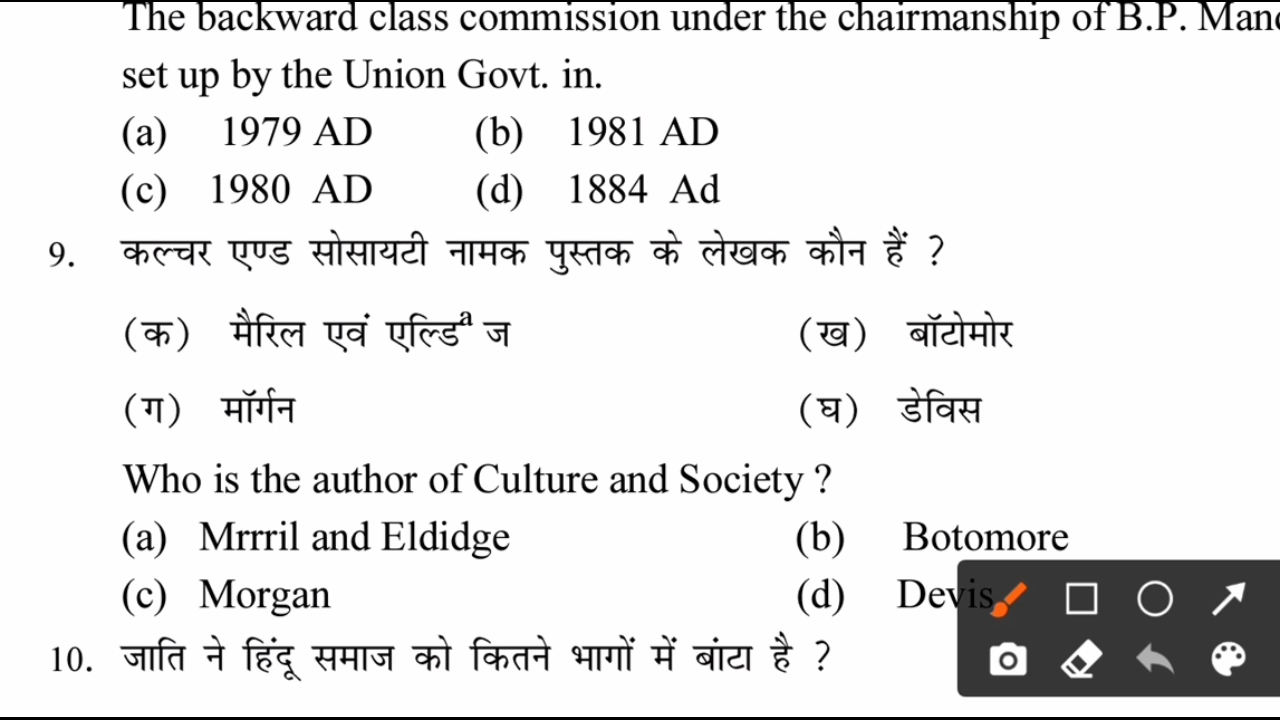 The backward class commission under the chairmanship of B.P.
set up by the Union Govt. in.
(a) 1979 AD (b) 1981 AD
(c) 1980 AD (d) 1884 Ad
9. कल्चर एण्ड सोसायटी नामक पुस्तक के लेखक कौन हैं ?
(क) मैरिल एवं एल्डिa ज (ख) बॉटोमोर
(ग) मॉर्गन (घ) डेविस
Who is the author of Culture and Society ?
(a) Mrrril and Eldidge (b) Botomore
(c) Morgan (d) Devis
10. जाति ने हिंदू समाज को कितने भागों में बांटा है ?